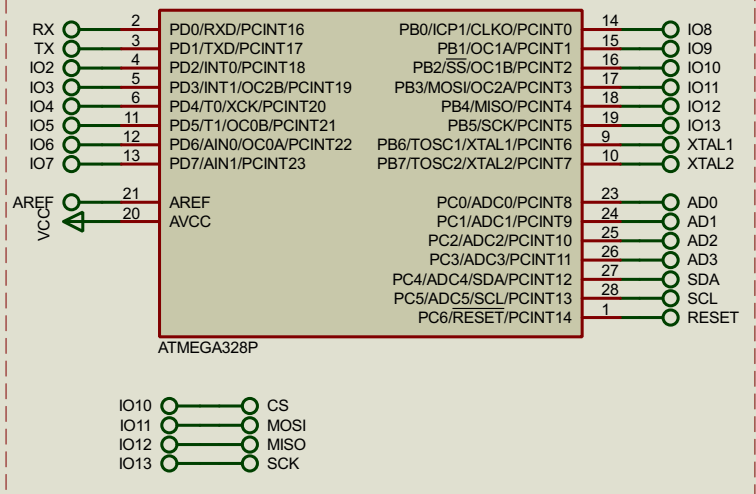 RX 2 PD0/RXD/PCINT16 PB0/ICP1/CLKO/PCINT0 14 IO8
TX 3 PD1/TXD/PCINT17 PB1/OC1A/PCINT1 15 IO9
IO2 4 PD2/INT0/PCINT18 PB2/SS/OC1B/PCINT2 16 IO10
IO3 5 PD3/INT1/OC2B/PCINT19 PB3/MOSI/OC2A/PCINT3 17 IO11
IO4 6 PD4/T0/XCK/PCINT20 PB4/MISO/PCINT4 18 IO12
IO5 11 PD5/T1/OC0B/PCINT21 PB5/SCK/PCINT5 19 IO13
IO6 12 PD6/AIN0/OC0A/PCINT22 PB6/TOSC1/XTAL1/PCINT6 9 XTAL1
IO7 13 PD7/AIN1/PCINT23 PB7/TOSC2/XTAL2/PCINT7 10 XTAL2
AREF 21 AREF PC0/ADC0/PCINT8 23 AD0
VCC 20 AVCC PC1/ADC1/PCINT9 24 AD1
PC2/ADC2/PCINT10 25 AD2
PC3/ADC3/PCINT11 26 AD3
PC4/ADC4/SDA/PCINT12 27 SDA
PC5/ADC5/SCL/PCINT13 28 SCL
PC6/RESET/PCINT14 1 RESET
ATMEGA328P
IO10 CS
IO11 MOSI
IO12 MISO
IO13 SCK